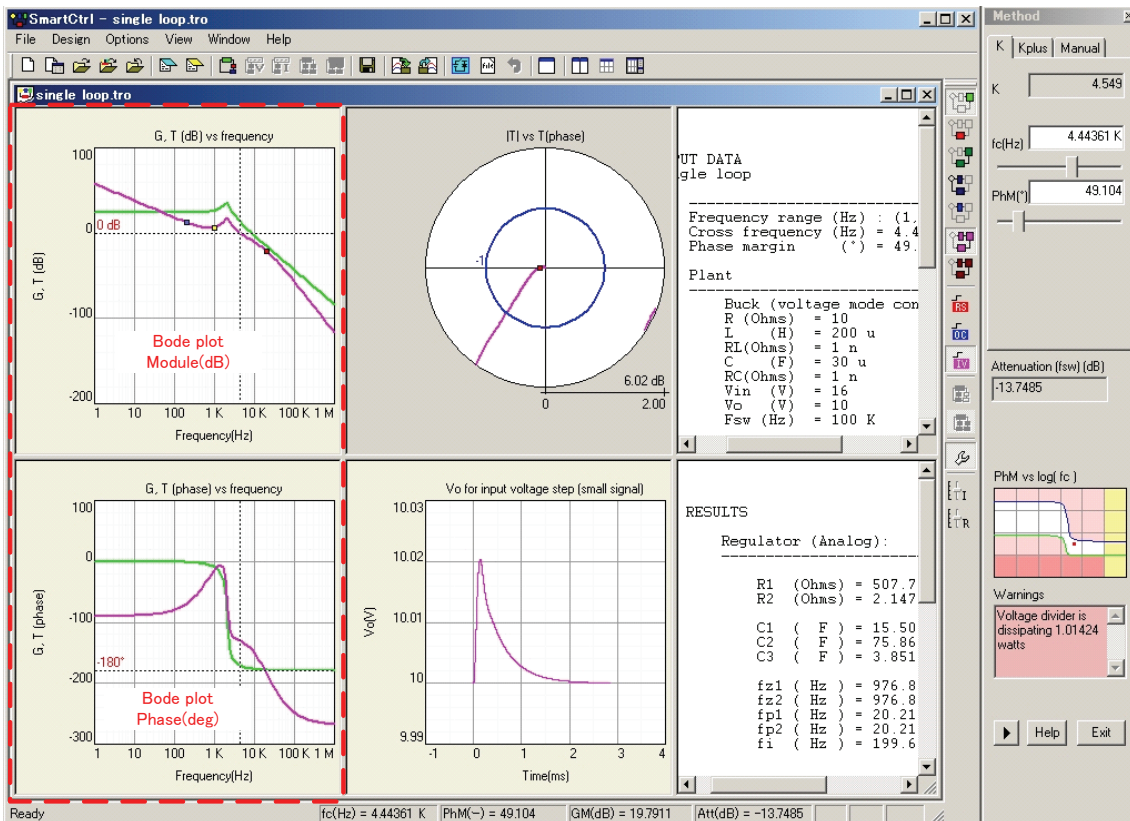 SmartCtrl - single loop.tro
File Design Options View Window Help
single loop.tro
G, T (dB) vs frequency
100
0
-100
-200
0 dB
G, T (dB)
Bode plot
Module(dB)
1 10 100 1 K 10 K 100 K 1 M
Frequency(Hz)
|T| vs T(phase)
-1
6.02 dB
0 2.00
PUT DATA
gle loop
Frequency range (Hz) : (1,
Cross frequency (Hz) = 4.4
Phase margin (°) = 49.
Plant
Buck (voltage mode con
R (Ohms) = 10
L (H) = 200 u
RL(Ohms) = 1 n
C (F) = 30 u
RC(Ohms) = 1 n
Vin (V) = 16
Vo (V) = 10
Fsw (Hz) = 100 K
G, T (phase) vs frequency
0
-100
-200
-300
-180°
G, T (phase)
Bode plot
Phase(deg)
1 10 100 1 K 10 K 100 K 1 M
Frequency(Hz)
Vo for input voltage step (small signal)
10.03
10.02
10.01
10
9.99
Vo(V)
-1 0 1 2 3 4
Time(ms)
RESULTS
Regulator (Analog):
R1 (Ohms) = 507.7
R2 (Ohms) = 2.147
C1 ( F ) = 15.50
C2 ( F ) = 75.86
C3 ( F ) = 3.851
fz1 ( Hz ) = 976.8
fz2 ( Hz ) = 976.8
fp1 ( Hz ) = 20.21
fp2 ( Hz ) = 20.21
fi ( Hz ) = 199.6
RS
OC
IV
I
R
Method
K Kplus Manual
K 4.549
fc(Hz) 4.44361 K
PhM(°) 49.104
Attenuation (fsw) (dB)
-13.7485
PhM vs log( fc )
Warnings
Voltage divider is
dissipating 1.01424
watts
Help Exit
Ready fc(Hz) = 4.44361 K PhM(~) = 49.104 GM(dB) = 19.7911 Att(dB) = -13.7485